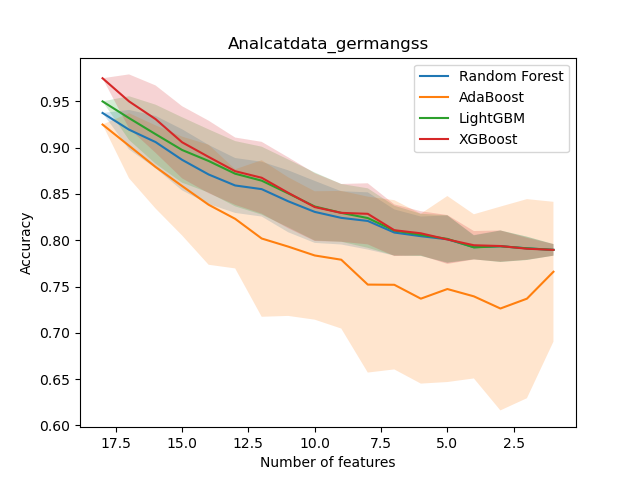 Analcatdata_germangss
Random Forest
AdaBoost
LightGBM
XGBoost
Accuracy
0.95
0.90
0.85
0.80
0.75
0.70
0.65
0.60
17.5 15.0 12.5 10.0 7.5 5.0 2.5
Number of features